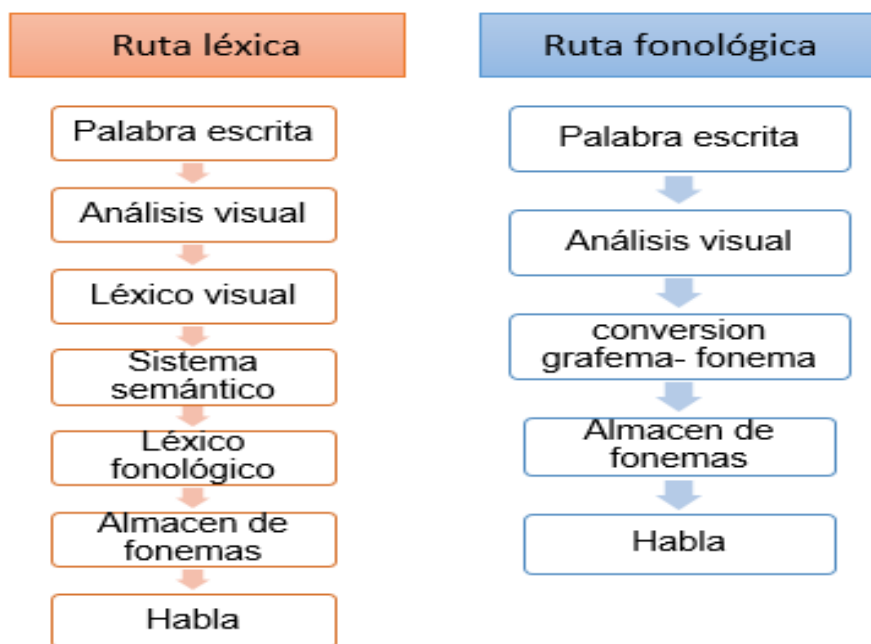 Ruta léxica
Palabra escrita
Análisis visual
Léxico visual
Sistema
semántico
Léxico
fonológico
Almacen de
fonemas
Habla
Ruta fonológica
Palabra escrita
Análisis visual
conversion
grafema- fonema
Almacen de
fonemas
Habla